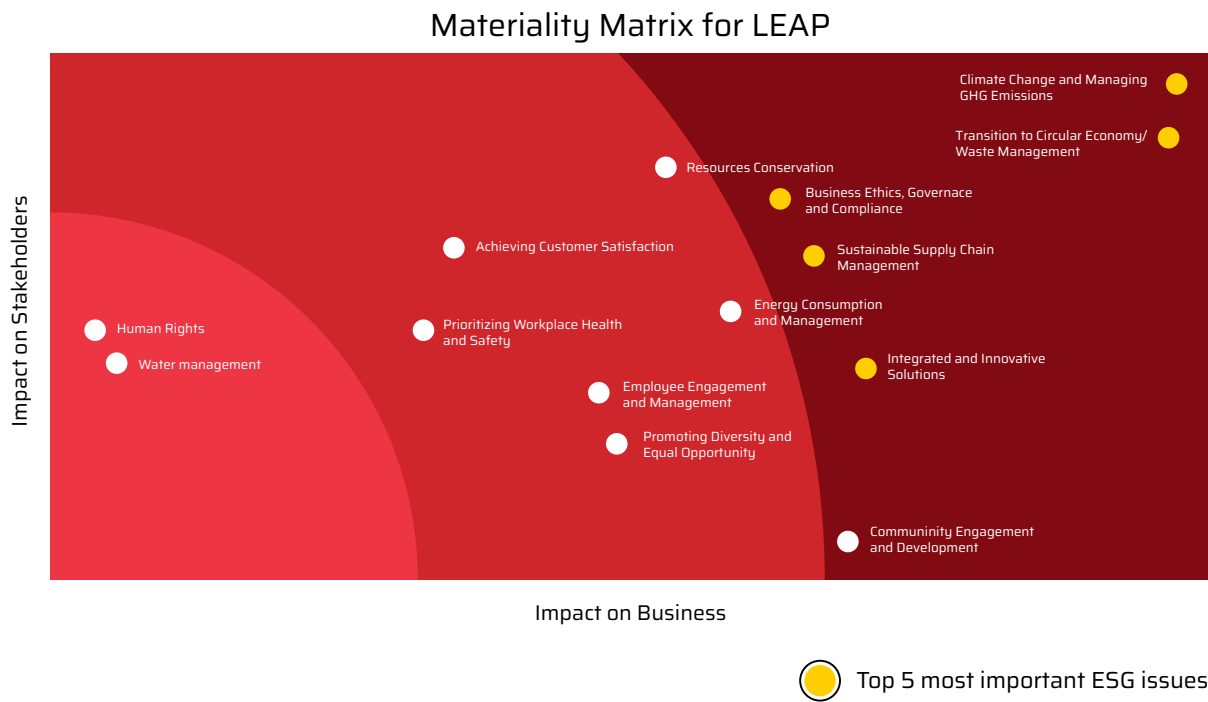 Materiality Matrix for LEAP
Climate Change and Managing
GHG Emissions
Transition to Circular Economy/
Waste Management
Resources Conservation
Business Ethics, Governace
and Compliance
Achieving Customer Satisfaction
Sustainable Supply Chain
Management
Energy Consumption
and Management
Human Rights
Prioritizing Workplace Health
and Safety
Water management
Integrated and Innovative
Solutions
Employee Engagement
and Management
Promoting Diversity and
Equal Opportunity
Communinity Engagement
and Development
Impact on Stakeholders
Impact on Business
Top 5 most important ESG issues